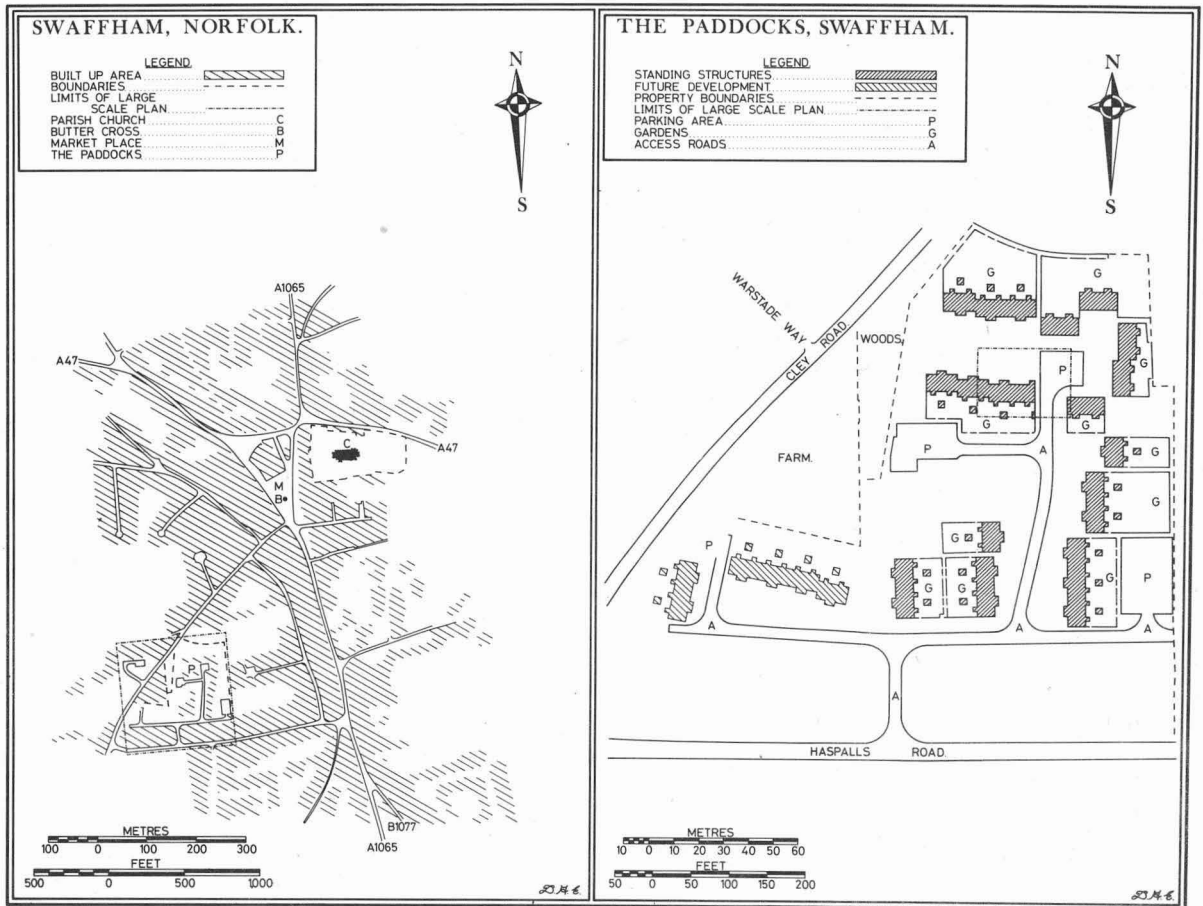 SWAFFHAM, NORFOLK.
LEGEND
BUILT UP AREA
BOUNDARIES
LIMITS OF LARGE
SCALE PLAN
PARISH CHURCH C
BUTTER CROSS B
MARKET PLACE M
THE PADDOCKS P
N
S
A1065
A47
C
A47
M
B
P
B1077
A1065
METRES
100 0 100 200 300
FEET
500 0 500 1,000
THE PADDOCKS, SWAFFHAM.
LEGEND
STANDING STRUCTURES
FUTURE DEVELOPMENT
PROPERTY BOUNDARIES
LIMITS OF LARGE SCALE PLAN
PARKING AREA P
GARDENS G
ACCESS ROADS A
N
S
G
G
WARSTADE WAY
CLEY ROAD
WOODS
P
G
G
G
P
A
G
FARM.
G
P
G
G
G
G
P
A
A
A
A
HASPALLS ROAD.
METRES
10 0 10 20 30 40 50 60
FEET
50 0 50 100 150 200